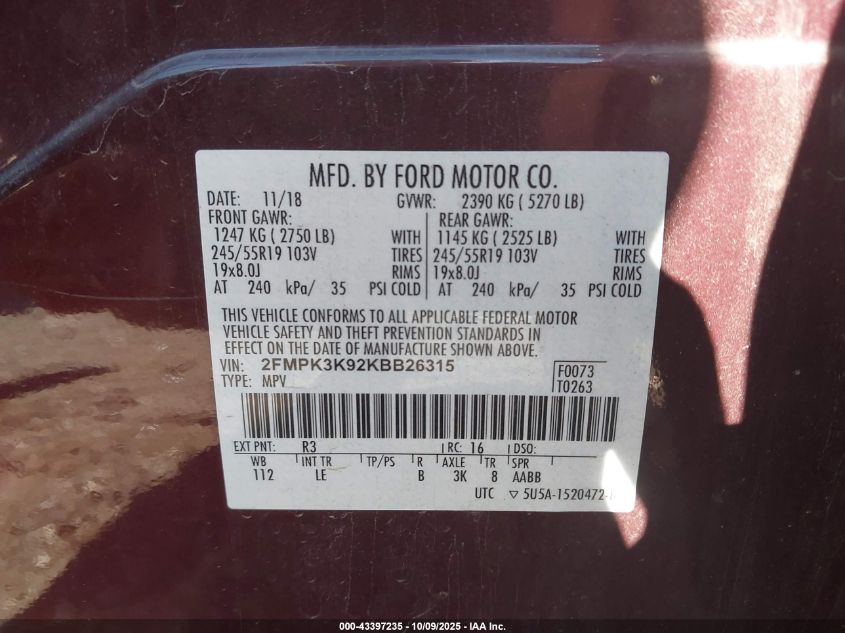 MFD. BY FORD MOTOR CO.
DATE: 11/18 GVWR: 2390 KG ( 5270 LB)
FRONT GAWR: REAR GAWR:
1247 KG ( 2750 LB) WITH 1145 KG ( 2525 LB) WITH
245/55R19 103V TIRES 245/55R19 103V TIRES
19x8.0J RIMS 19x8.0J RIMS
AT 240 kPa/ 35 PSI COLD AT 240 kPa/ 35 PSI COLD
THIS VEHICLE CONFORMS TO ALL APPLICABLE FEDERAL MOTOR
VEHICLE SAFETY AND THEFT PREVENTION STANDARDS IN
EFFECT ON THE DATE OF MANUFACTURE SHOWN ABOVE.
VIN: 2FMPK3K92KBB26315 F0073
TYPE: MPV T0263
EXT PNT: R3 RC: 16 DSO:
WB INT TR TP/PS R AXLE TR SPR
112 LE B 3K 8 AABB
UTC ▽ 5U5A-1520472-
000-43397235 | 10/09/2025 | IAA Inc.